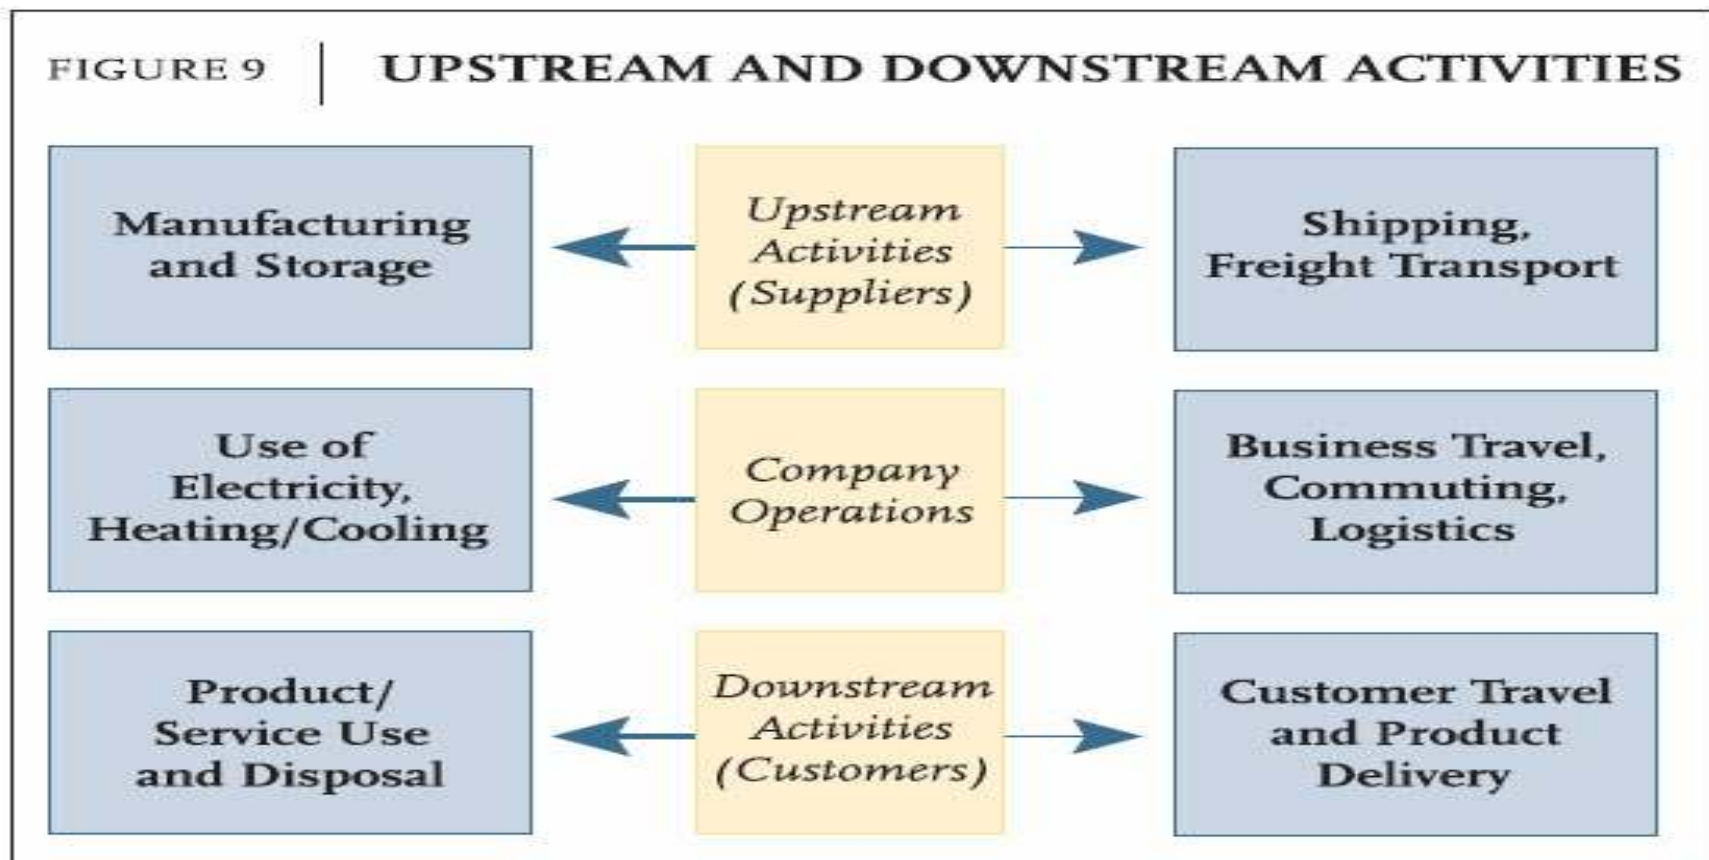 FIGURE 9
UPSTREAM AND DOWNSTREAM ACTIVITIES
Manufacturing
and Storage
Upstream
Activities
(Suppliers)
Shipping,
Freight Transport
Use of
Electricity,
Heating/Cooling
Company
Operations
Business Travel,
Commuting,
Logistics
Product/
Service Use
and Disposal
Downstream
Activities
(Customers)
Customer Travel
and Product
Delivery